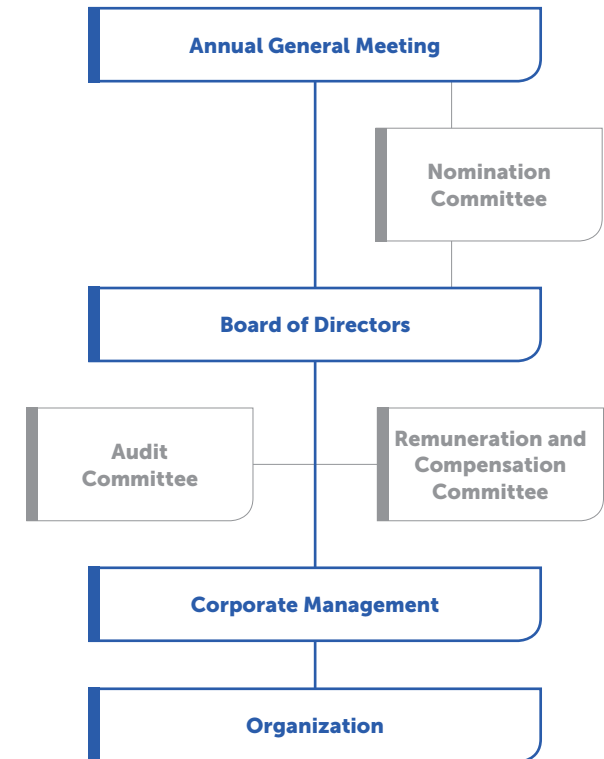 Annual General Meeting
Nomination
Committee
Board of Directors
Audit
Committee
Remuneration and
Compensation
Committee
Corporate Management
Organization